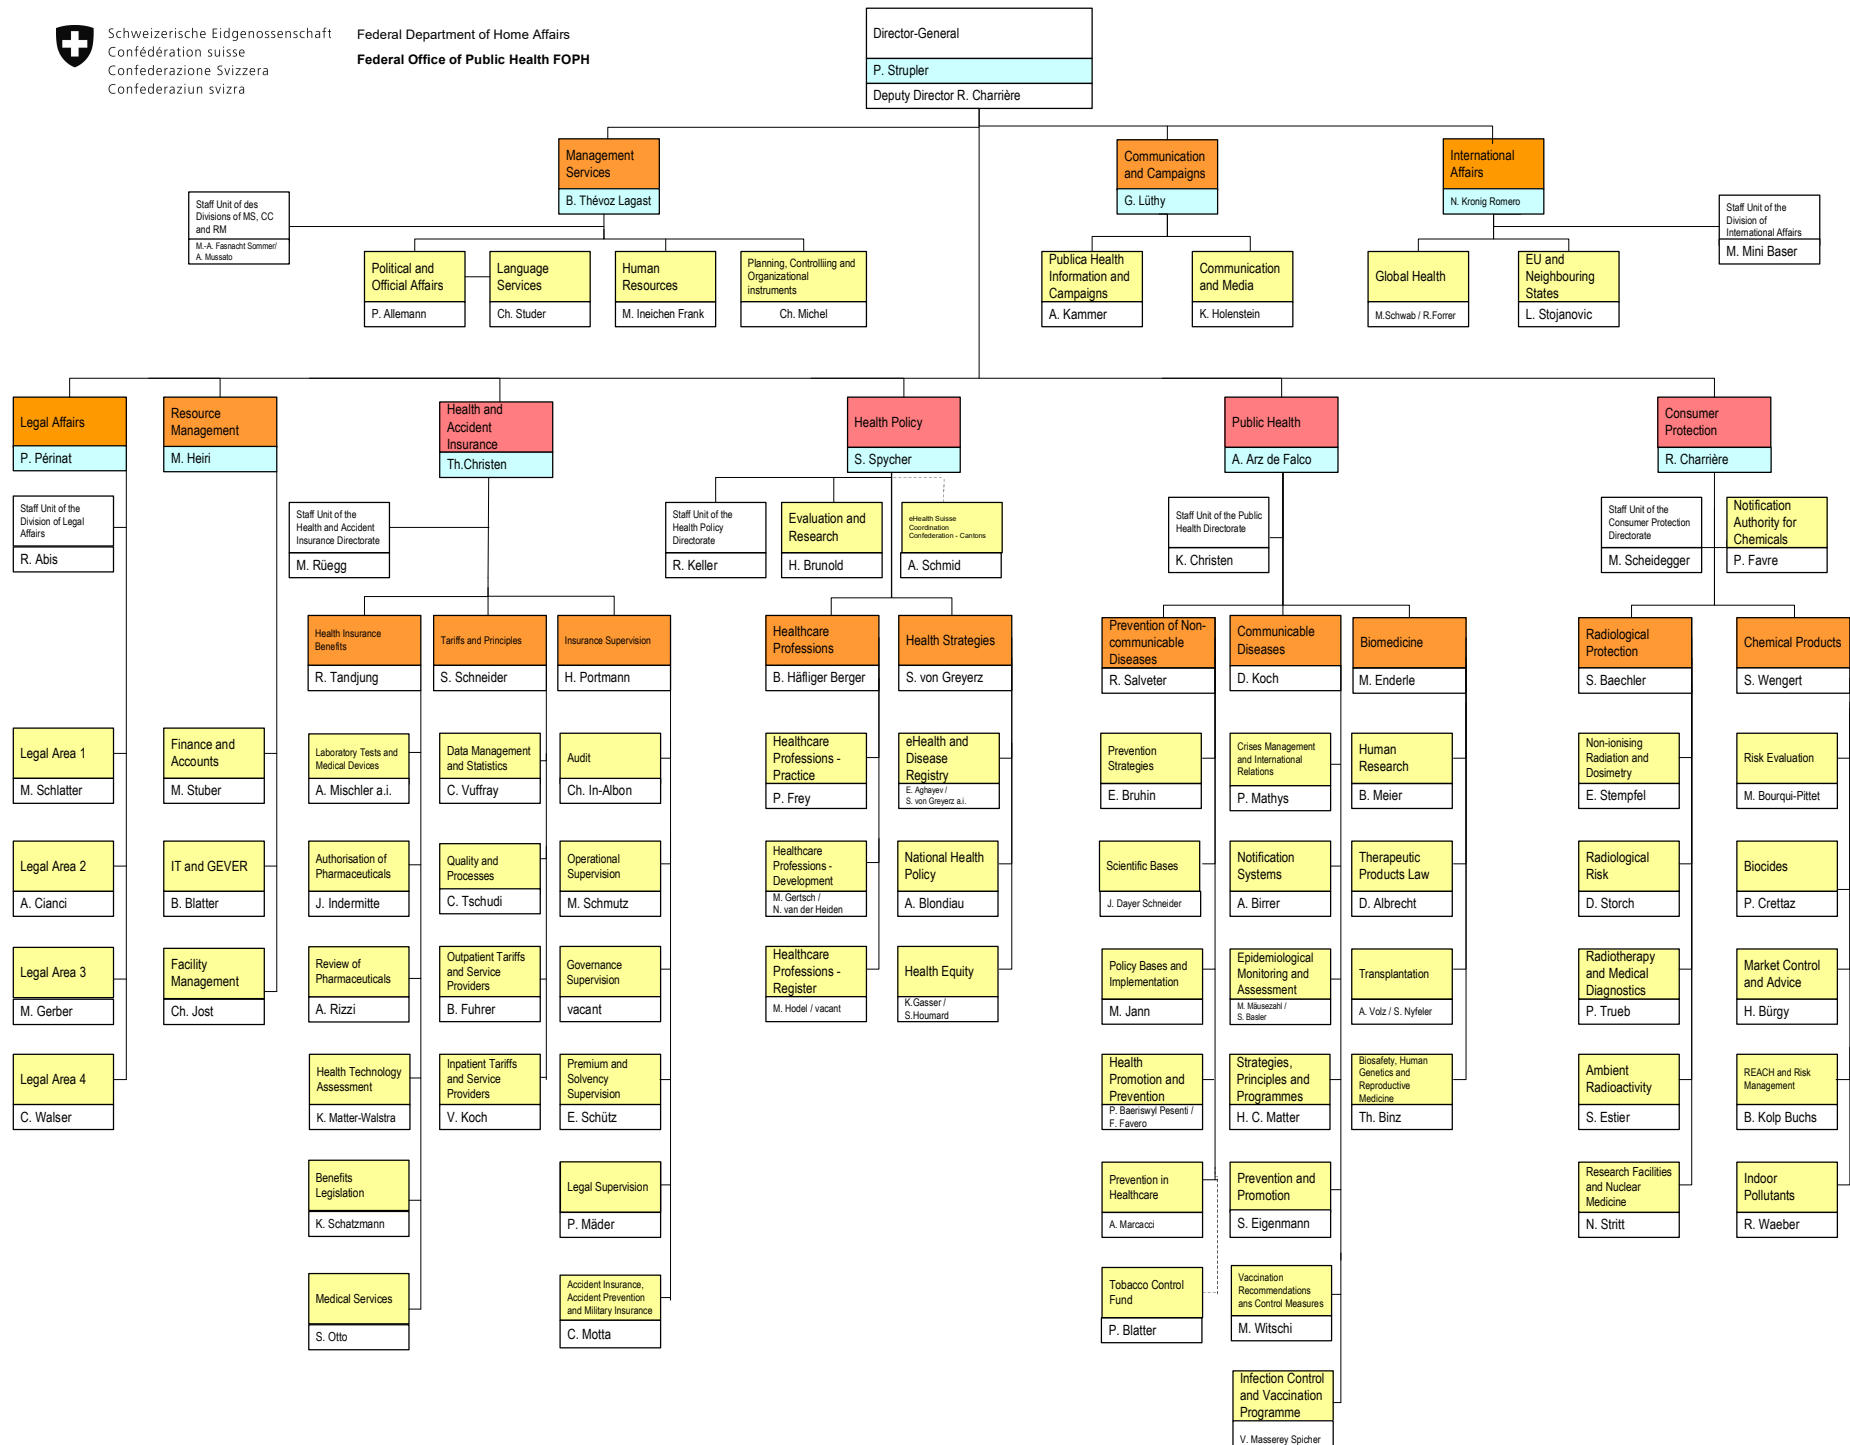 Schweizerische Eidgenossenschaft
Confédération suisse
Confederazione Svizzera
Confederaziun svizra
Federal Department of Home Affairs
Federal Office of Public Health FOPH
Director-General
P. Strupler
Deputy Director R. Charrière
Management
Services
B. Thévoz Lagast
Communication
and Campaigns
G. Lüthy
International
Affairs
N. Kronig Romero
Staff Unit of des
Divisions of MS, CC
and RM
M.-A. Fasnacht Sommer/
A. Mussato
Staff Unit of the
Division of
International Affairs
M. Mini Baser
Political and
Official Affairs
P. Allemann
Language
Services
Ch. Studer
Human
Resources
M. Ineichen Frank
Planning, Controlliing and
Organizational
instruments
Ch. Michel
Publica Health
Information and
Campaigns
A. Kammer
Communication
and Media
K. Holenstein
Global Health
M.Schwab / R.Forrer
EU and
Neighbouring
States
L. Stojanovic
Legal Affairs
P. Périnat
Resource
Management
M. Heiri
Health and
Accident
Insurance
Th.Christen
Health Policy
S. Spycher
Public Health
A. Arz de Falco
Consumer
Protection
R. Charrière
Staff Unit of the
Division of Legal
Affairs
R. Abis
Staff Unit of the
Health and Accident
Insurance Directorate
M. Rüegg
Staff Unit of the
Health Policy
Directorate
R. Keller
Evaluation and
Research
H. Brunold
eHealth Suisse
Coordination
Confederation - Cantons
A. Schmid
Staff Unit of the Public
Health Directorate
K. Christen
Staff Unit of the
Consumer Protection
Directorate
M. Scheidegger
Notification
Authority for
Chemicals
P. Favre
Health Insurance
Benefits
R. Tandjung
Tariffs and Principles
S. Schneider
Insurance Supervision
H. Portmann
Healthcare
Professions
B. Häfliger Berger
Health Strategies
S. von Greyerz
Prevention of Non-
communicable
Diseases
R. Salveter
Communicable
Diseases
D. Koch
Biomedicine
M. Enderle
Radiological
Protection
S. Baechler
Chemical Products
S. Wengert
Legal Area 1
M. Schlatter
Finance and
Accounts
M. Stuber
Laboratory Tests and
Medical Devices
A. Mischler a.i.
Data Management
and Statistics
C. Vuffray
Audit
Ch. In-Albon
Healthcare
Professions -
Practice
P. Frey
eHealth and
Disease
Registry
E. Aghayev /
S. von Greyerz a.i.
Prevention
Strategies
E. Bruhin
Crises Management
and International
Relations
P. Mathys
Human
Research
B. Meier
Non-ionising
Radiation and
Dosimetry
E. Stempfel
Risk Evaluation
M. Bourqui-Pittet
Legal Area 2
A. Cianci
IT and GEVER
B. Blatter
Authorisation of
Pharmaceuticals
J. Indermitte
Quality and
Processes
C. Tschudi
Operational
Supervision
M. Schmutz
Healthcare
Professions -
Development
M. Gertsch /
N. van der Heiden
National Health
Policy
A. Blondiau
Scientific Bases
J. Dayer Schneider
Notification
Systems
A. Birrer
Therapeutic
Products Law
D. Albrecht
Radiological
Risk
D. Storch
Biocides
P. Crettaz
Legal Area 3
M. Gerber
Facility
Management
Ch. Jost
Review of
Pharmaceuticals
A. Rizzi
Outpatient Tariffs
and Service
Providers
B. Fuhrer
Governance
Supervision
vacant
Healthcare
Professions -
Register
M. Hodel / vacant
Health Equity
K.Gasser /
S.Houmard
Policy Bases and
Implementation
M. Jann
Epidemiological
Monitoring and
Assessment
M. Mäusezahl /
S. Basler
Transplantation
A. Volz / S. Nyfeler
Radiotherapy
and Medical
Diagnostics
P. Trueb
Market Control
and Advice
H. Bürgy
Legal Area 4
C. Walser
Health Technology
Assessment
K. Matter-Walstra
Inpatient Tariffs
and Service
Providers
V. Koch
Premium and
Solvency
Supervision
E. Schütz
Health
Promotion and
Prevention
P. Baeriswyl Pesenti /
F. Favero
Strategies,
Principles and
Programmes
H. C. Matter
Biosafety, Human
Genetics and
Reproductive
Medicine
Th. Binz
Ambient
Radioactivity
S. Estier
REACH and Risk
Management
B. Kolp Buchs
Benefits
Legislation
K. Schatzmann
Legal Supervision
P. Mäder
Prevention in
Healthcare
A. Marcacci
Prevention and
Promotion
S. Eigenmann
Research Facilities
and Nuclear
Medicine
N. Stritt
Indoor
Pollutants
R. Waeber
Medical Services
S. Otto
Accident Insurance,
Accident Prevention
and Military Insurance
C. Motta
Tobacco Control
Fund
P. Blatter
Vaccination
Recommendations
ans Control Measures
M. Witschi
Infection Control
and Vaccination
Programme
V. Masserey Spicher